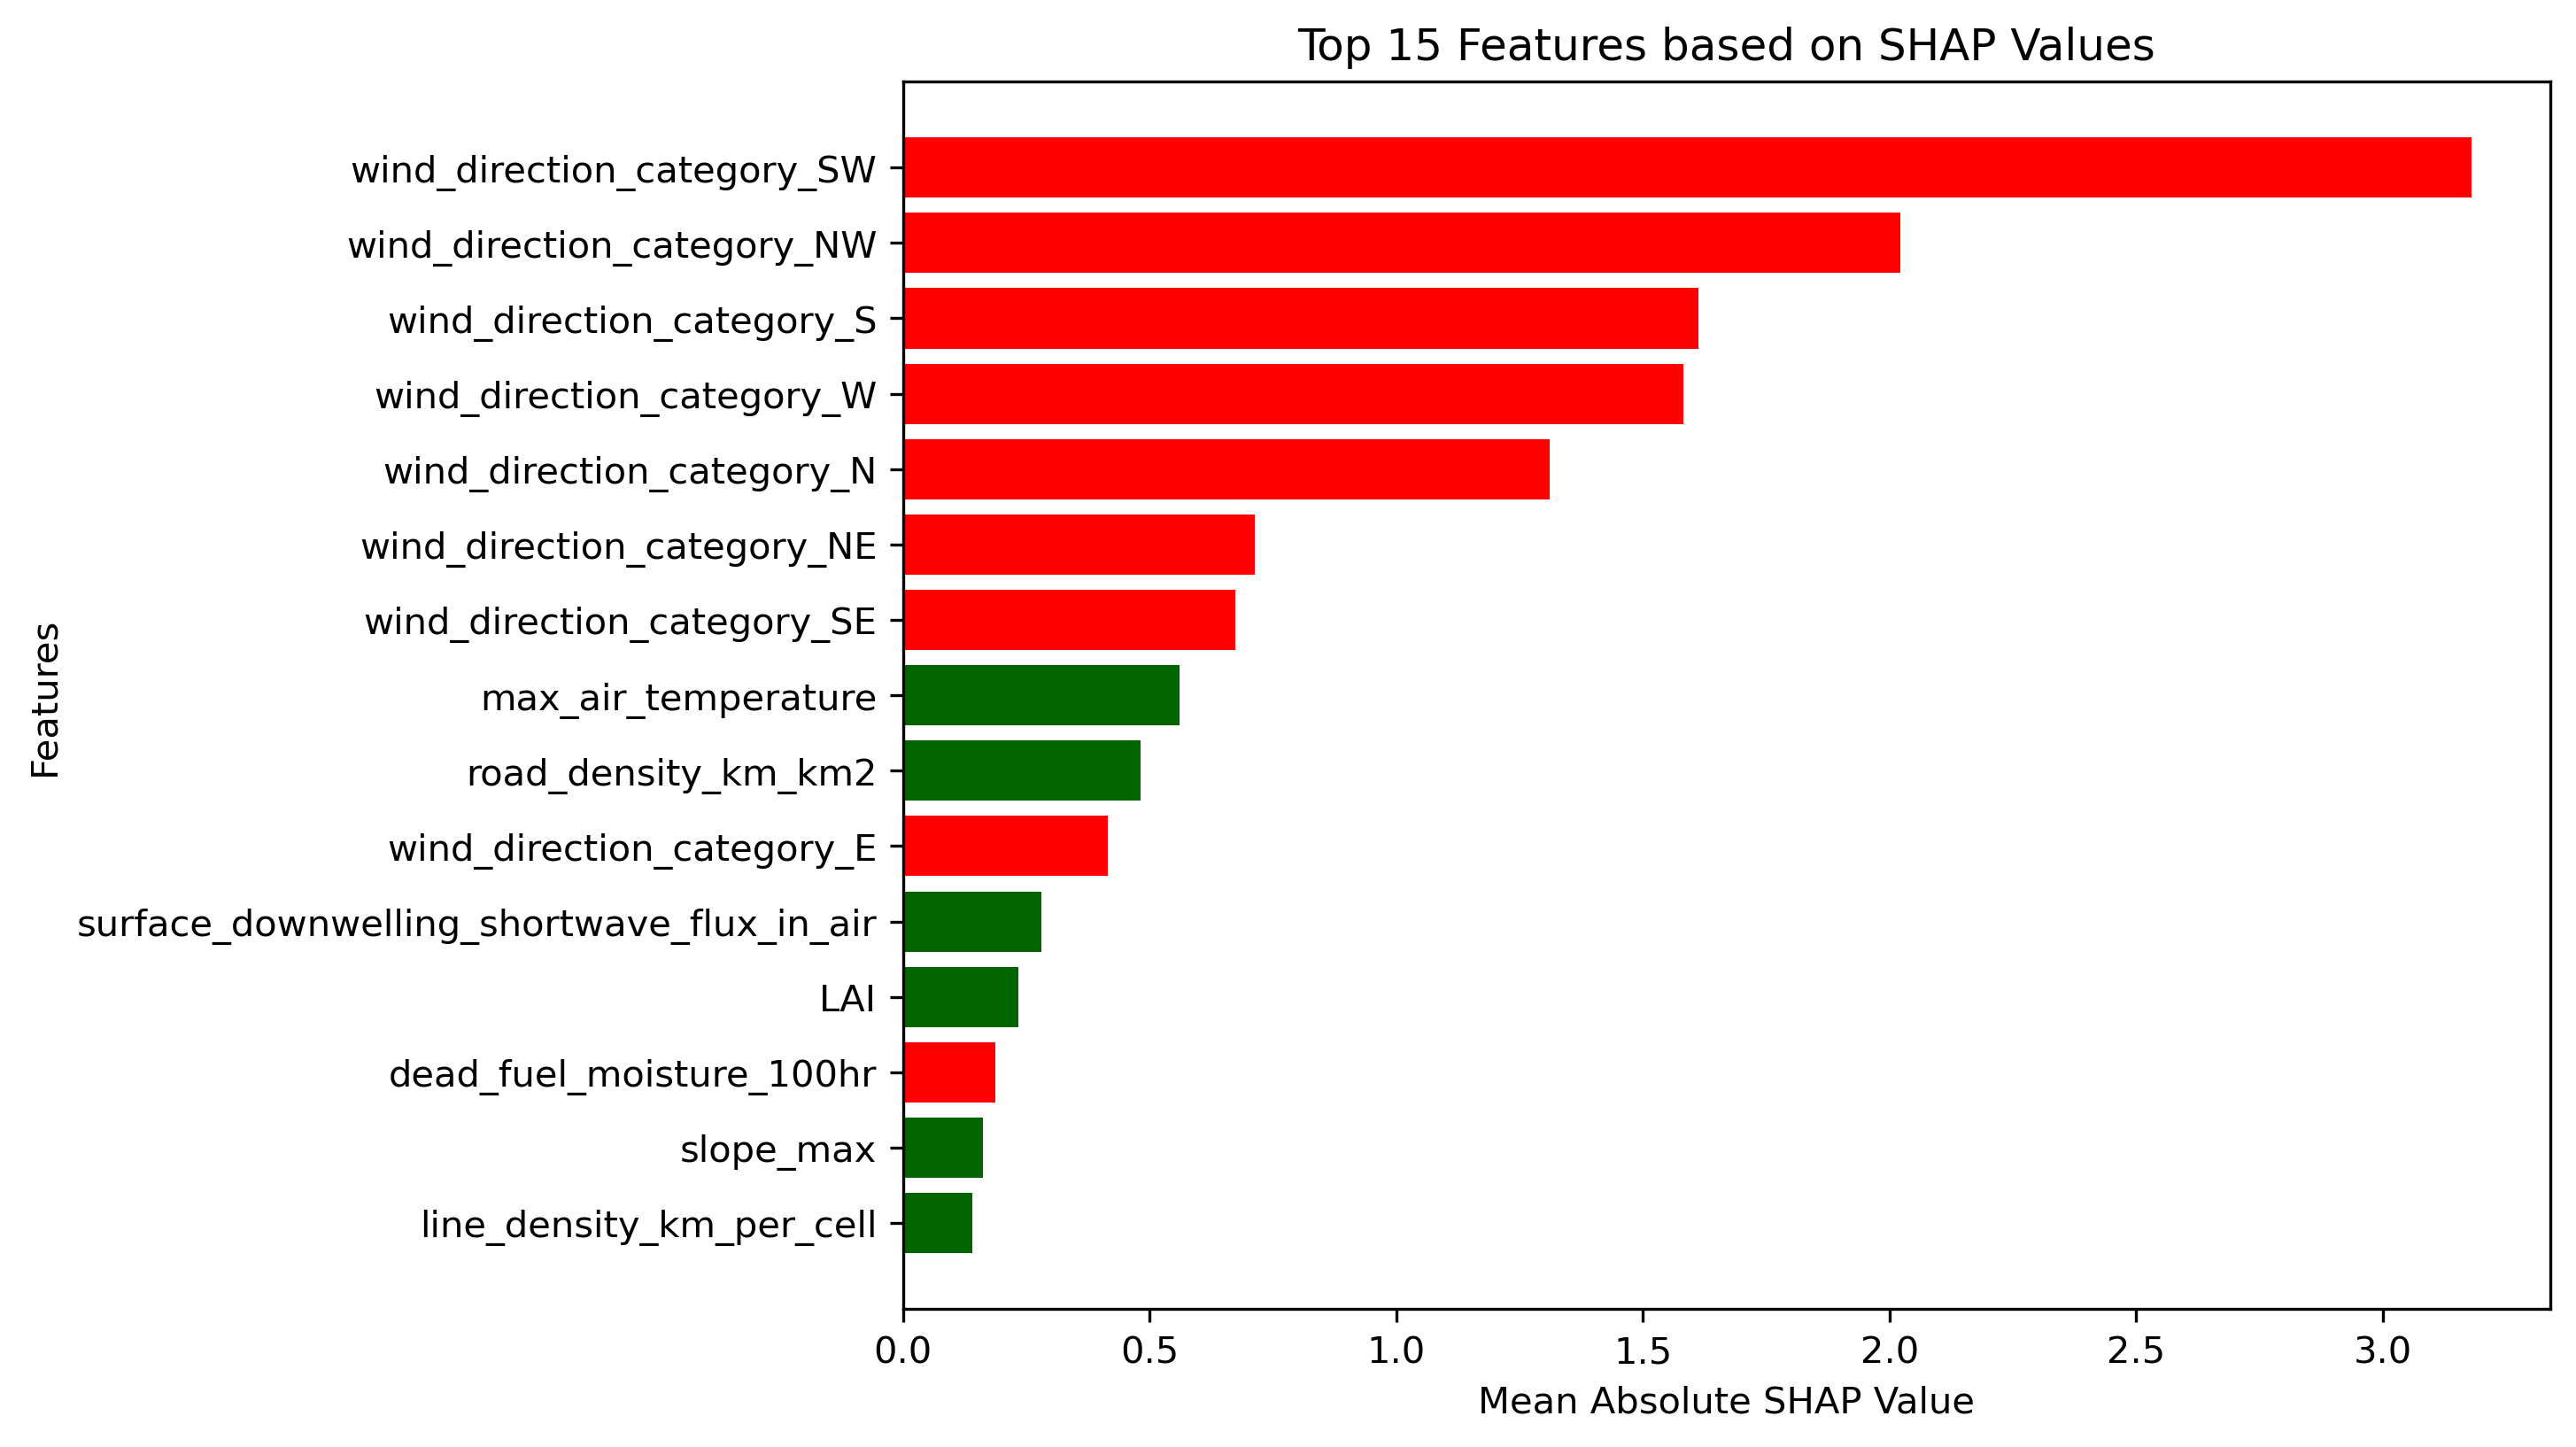 Top 15 Features based on SHAP Values
Features
wind_direction_category_SW
wind_direction_category_NW
wind_direction_category_S
wind_direction_category_W
wind_direction_category_N
wind_direction_category_NE
wind_direction_category_SE
max_air_temperature
road_density_km_km2
wind_direction_category_E
surface_downwelling_shortwave_flux_in_air
LAI
dead_fuel_moisture_100hr
slope_max
line_density_km_per_cell
0.0 0.5 1.0 1.5 2.0 2.5 3.0
Mean Absolute SHAP Value